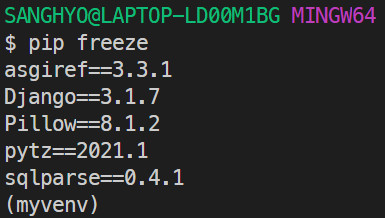 SANGHYO@LAPTOP-LD00M1BG MINGW64
$ pip freeze
asgiref==3.3.1
Django==3.1.7
Pillow==8.1.2
pytz==2021.1
sqlparse==0.4.1
(myvenv)